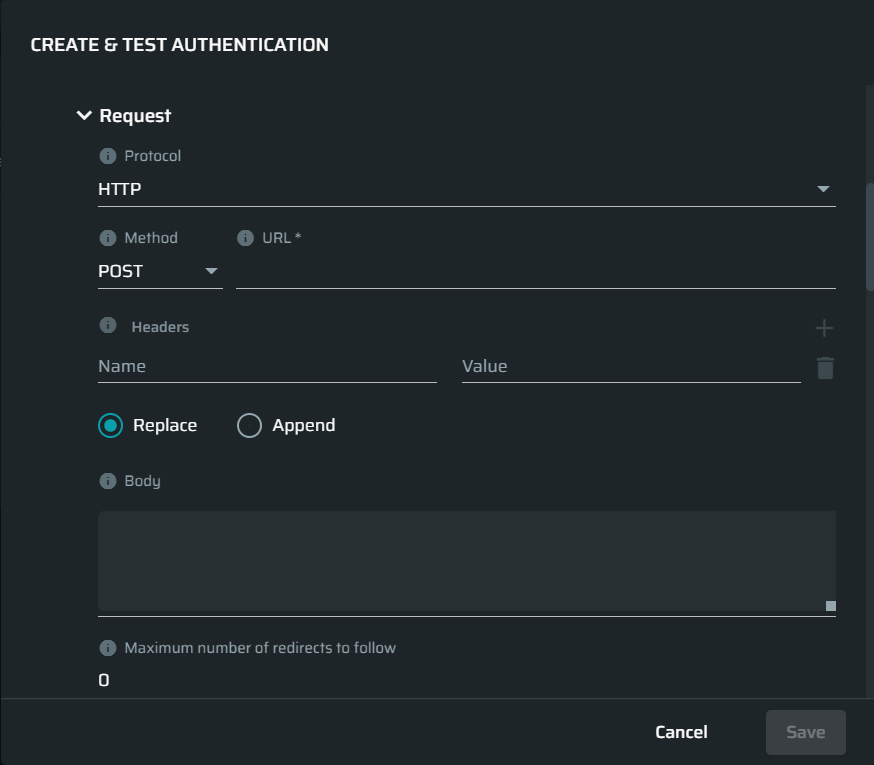 CREATE & TEST AUTHENTICATION
Request
Protocol
HTTP
Method URL *
POST
Headers
Name Value
Replace Append
Body
Maximum number of redirects to follow
0
Cancel Save